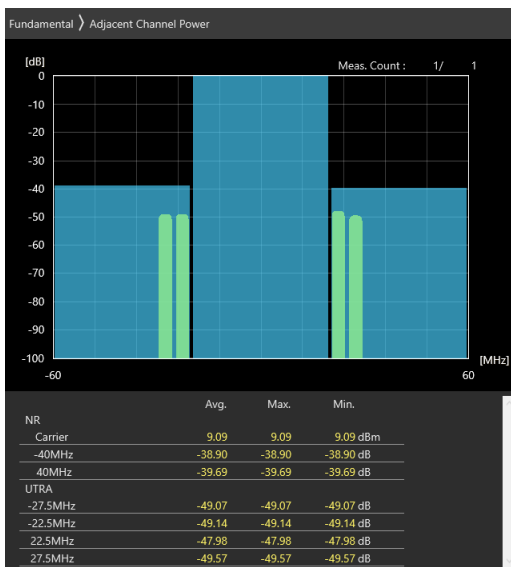 Fundamental 〉 Adjacent Channel Power
[dB]
Meas. Count : 1/ 1
0
-10
-20
-30
-40
-50
-60
-70
-80
-90
-100
[MHz]
-60 60
Avg. Max. Min.
NR
Carrier 9.09 9.09 9.09 dBm
-40MHz -38.90 -38.90 -38.90 dB
40MHz -39.69 -39.69 -39.69 dB
UTRA
-27.5MHz -49.07 -49.07 -49.07 dB
-22.5MHz -49.14 -49.14 -49.14 dB
22.5MHz -47.98 -47.98 -47.98 dB
27.5MHz -49.57 -49.57 -49.57 dB